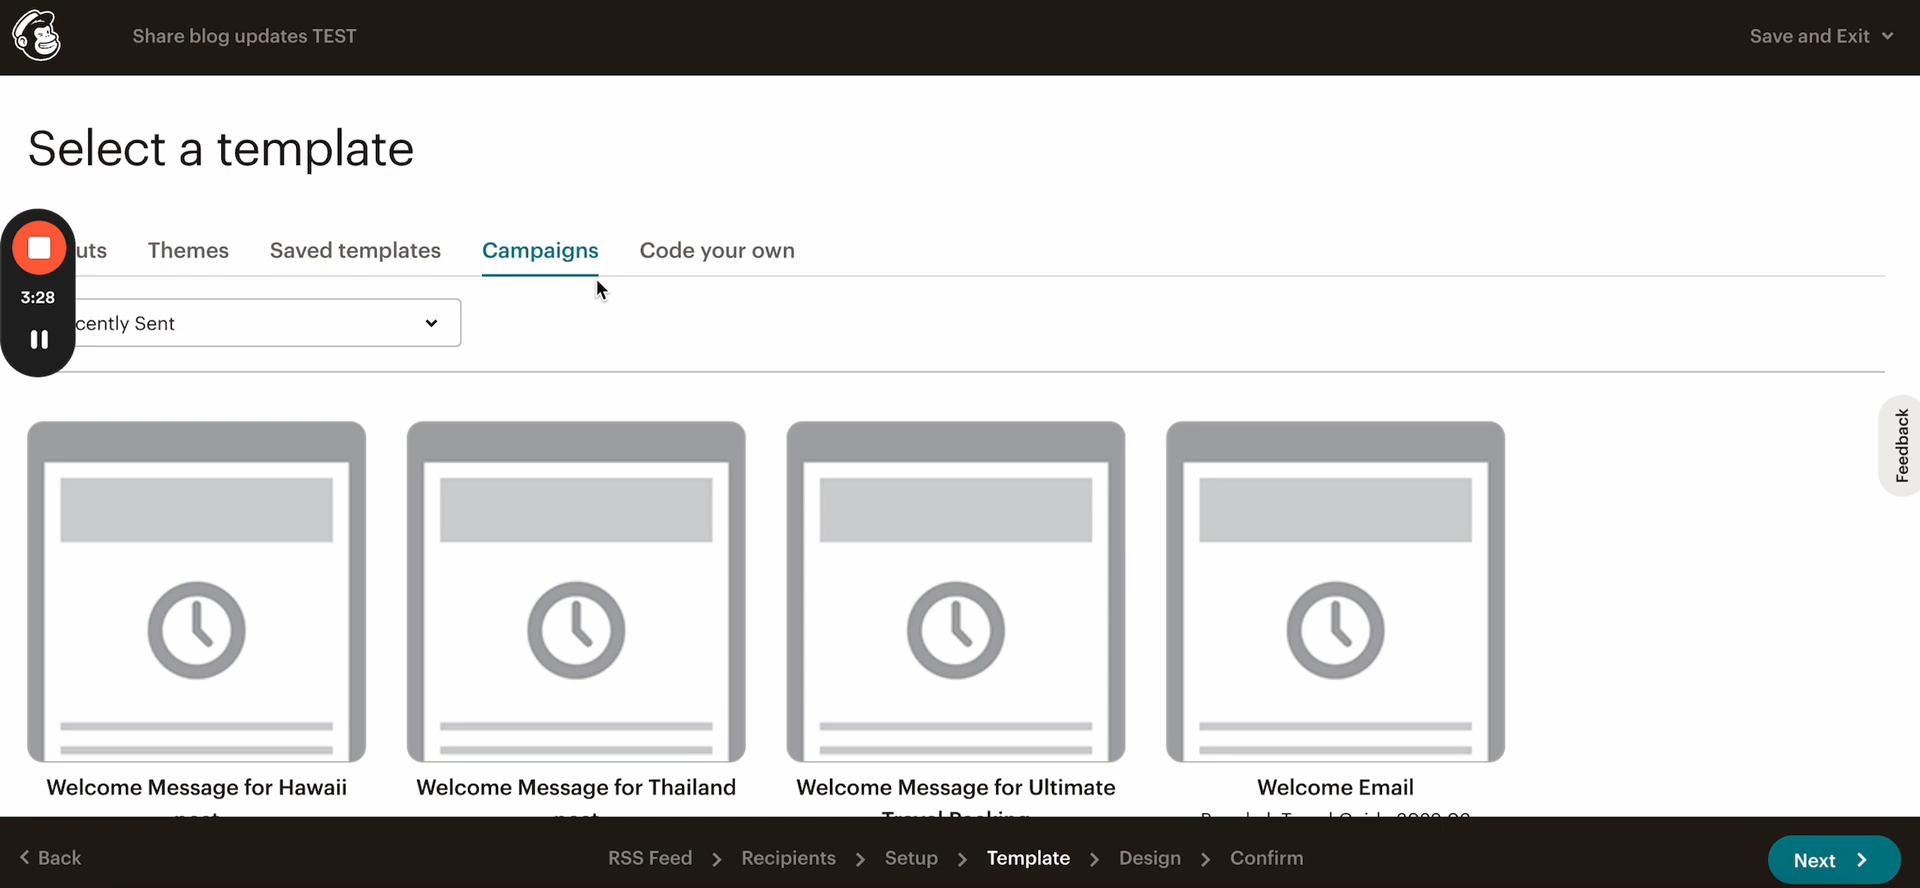 Share blog updates TEST
Save and Exit
Select a template
uts Themes Saved templates Campaigns Code your own
3:28
cently Sent
Feedback
Welcome Message for Hawaii
Welcome Message for Thailand
Welcome Message for Ultimate
Welcome Email
Back
RSS Feed > Recipients > Setup > Template > Design > Confirm
Next